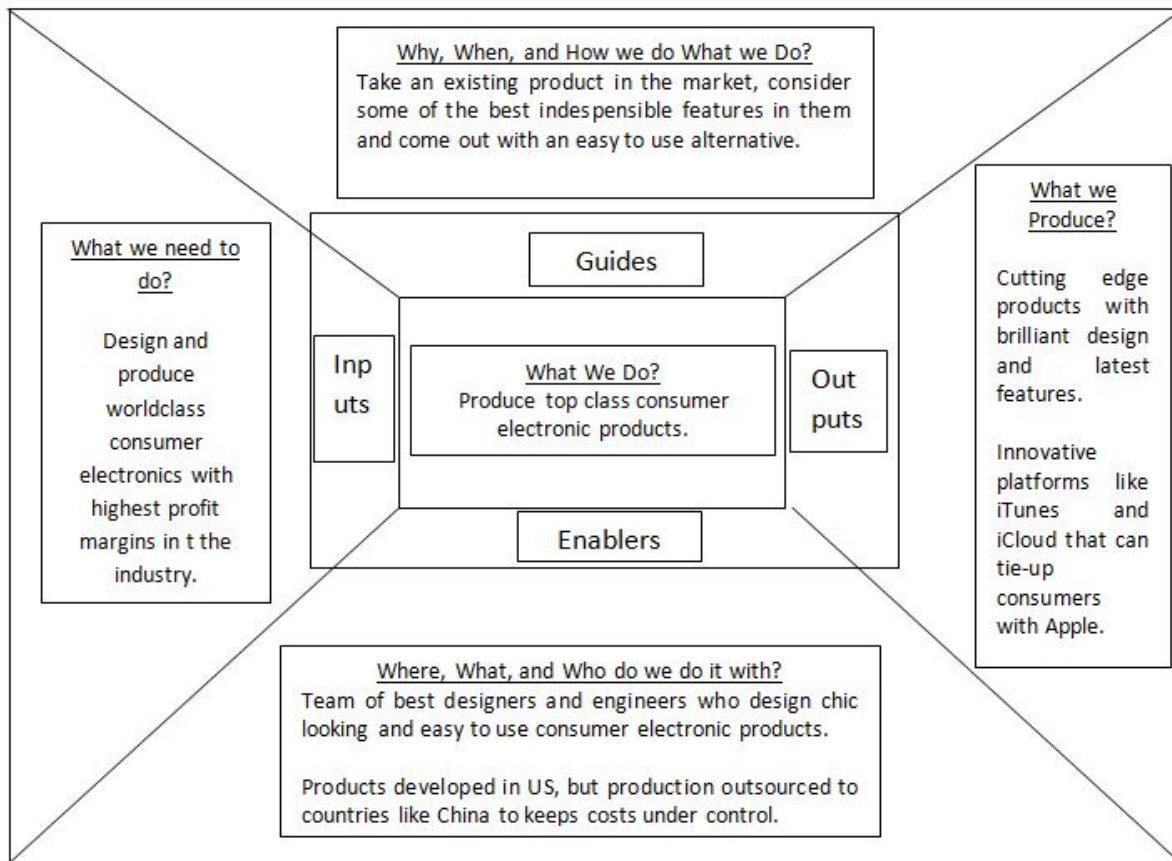 Why, When, and How we do What we Do?
Take an existing product in the market, consider
some of the best indespensible features in them
and come out with an easy to use alternative.
What we need to
do?
Design and
produce
worldclass
consumer
electronics with
highest profit
margins in t the
industry.
Guides
Inp
uts
What We Do?
Produce top class consumer
electronic products.
Out
puts
Enablers
What we
Produce?
Cutting edge
products with
brilliant design
and latest
features.
Innovative
platforms like
iTunes and
iCloud that can
tie-up
consumers
with Apple.
Where, What, and Who do we do it with?
Team of best designers and engineers who design chic
looking and easy to use consumer electronic products.
Products developed in US, but production outsourced to
countries like China to keeps costs under control.